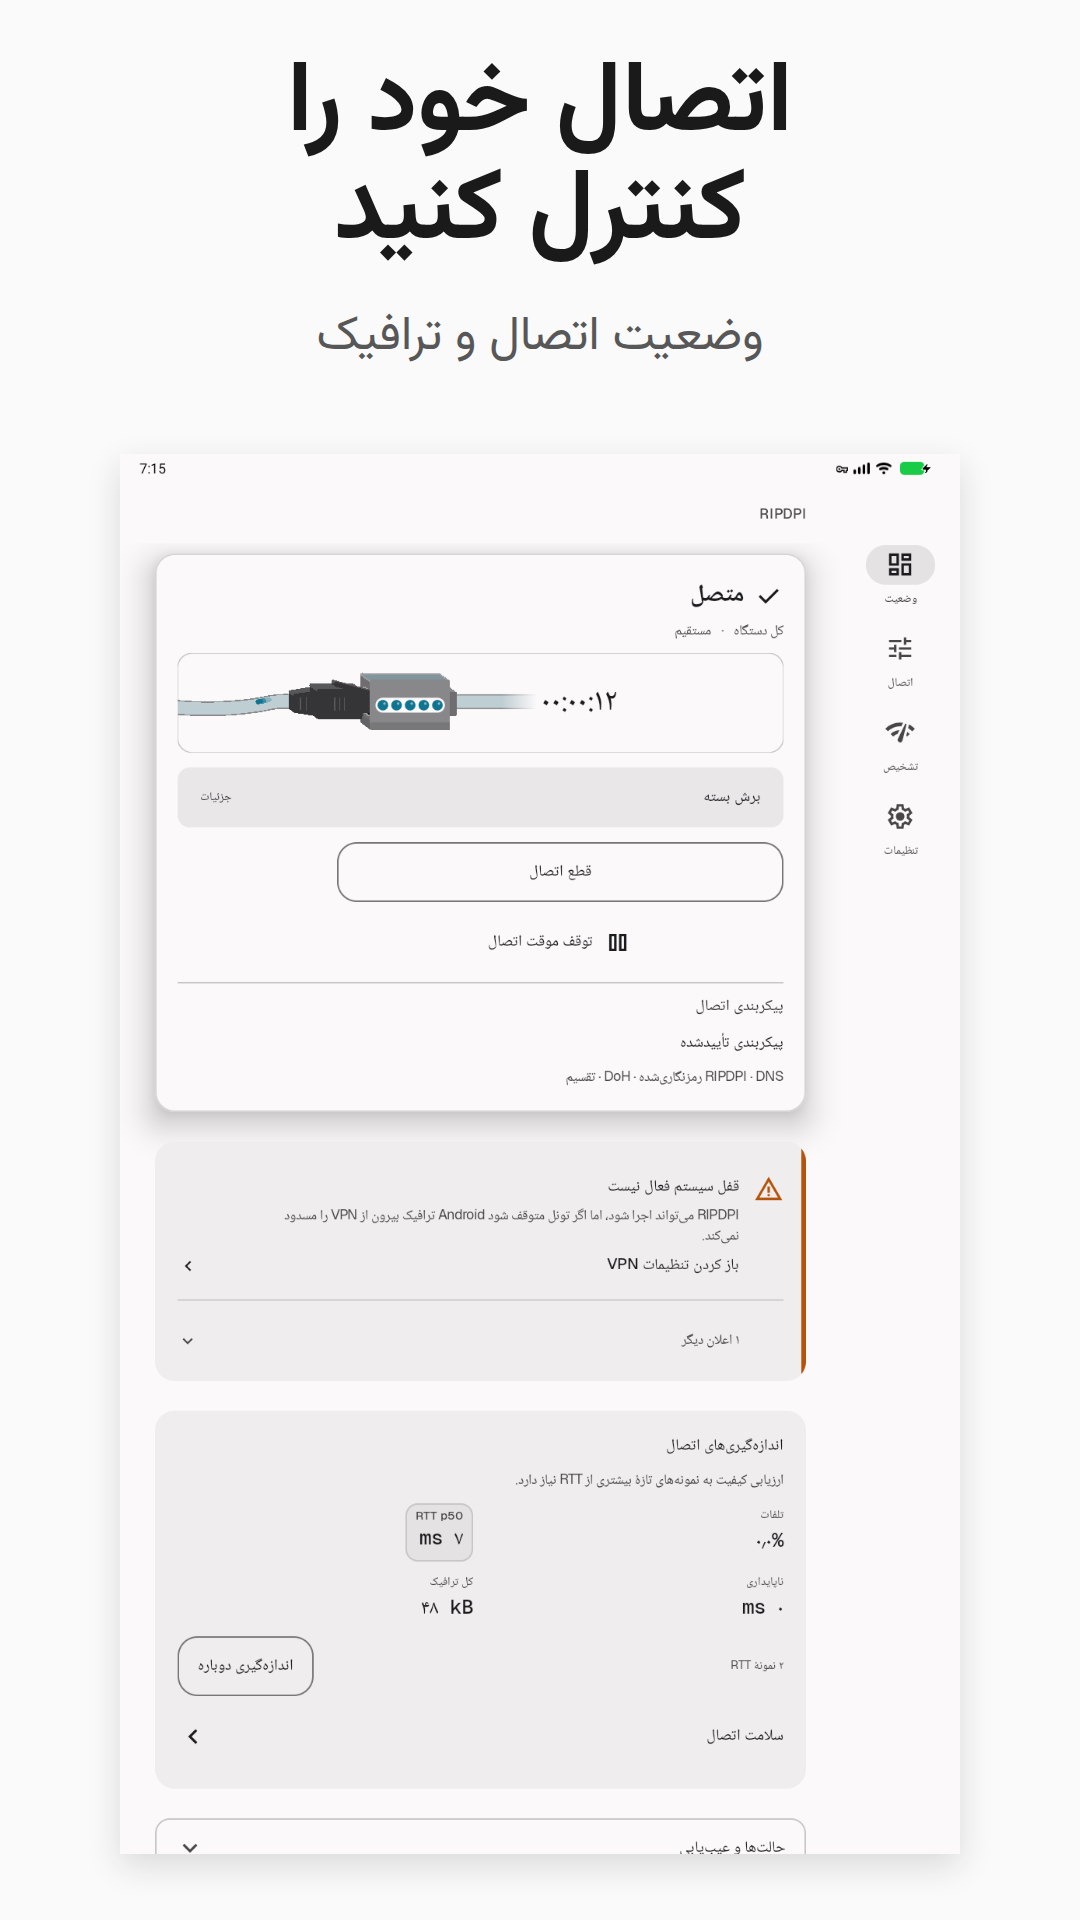 اتصال خود را
کنترل کنید
وضعیت اتصال و ترافیک
7:15
RIPDPI
وضعیت
اتصال
تشخیص
تنظیمات
متصل
کل دستگاه · مستقیم
۰۰:۰۰:۱۲
برش بسته
جزئیات
قطع اتصال
توقف موقت اتصال
پیکربندی اتصال
پیکربندی تأییدشده
RIPDPI · DNS رمزنگاری‌شده · DoH · تقسیم
قفل سیستم فعال نیست
RIPDPI می‌تواند اجرا شود، اما اگر تونل متوقف شود Android ترافیک بیرون از VPN را مسدود
نمی‌کند.
باز کردن تنظیمات VPN
۱ اعلان دیگر
اندازه‌گیری‌های اتصال
ارزیابی کیفیت به نمونه‌های تازهٔ بیشتری از RTT نیاز دارد.
تلفات
۰٫۰%
RTT p50
۷ ms
ناپایداری
۰ ms
کل ترافیک
۴۸ kB
۲ نمونهٔ RTT
اندازه‌گیری دوباره
سلامت اتصال
حالت‌ها و عیب‌یابی